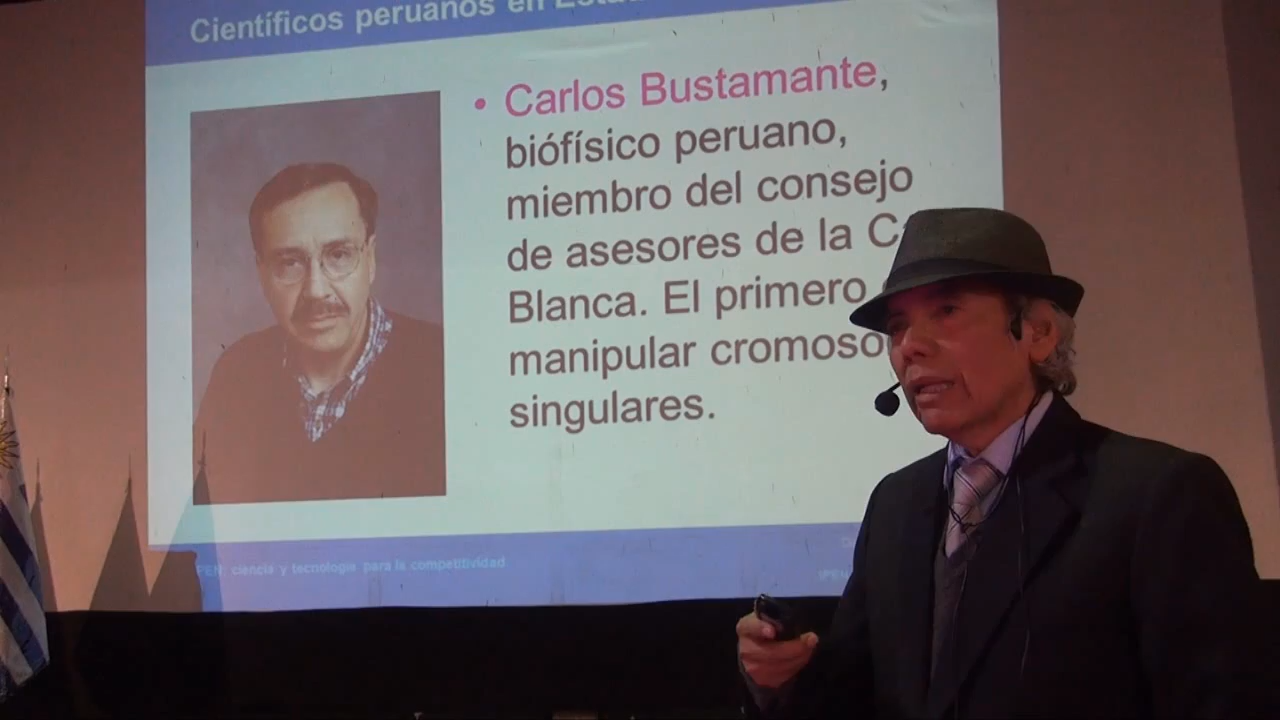 Científicos peruanos en
• Carlos Bustamante,
biófísico peruano,
miembro del consejo
de asesores de la
Blanca. El primero
manipular
singulares.
ciencia y tecnología para la competitividad